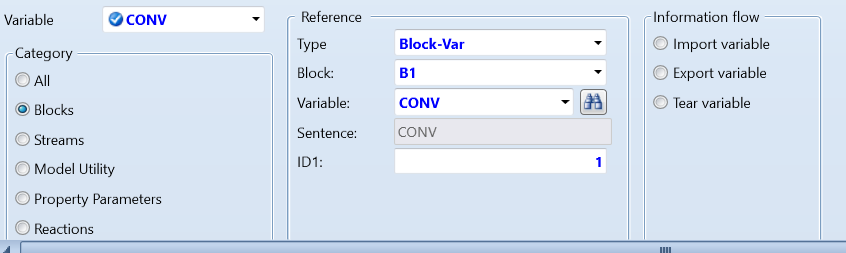 Variable CONV
Category
All
Blocks
Streams
Model Utility
Property Parameters
Reactions
Reference
Type Block-Var
Block: B1
Variable: CONV
Sentence: CONV
ID1: 1
Information flow
Import variable
Export variable
Tear variable